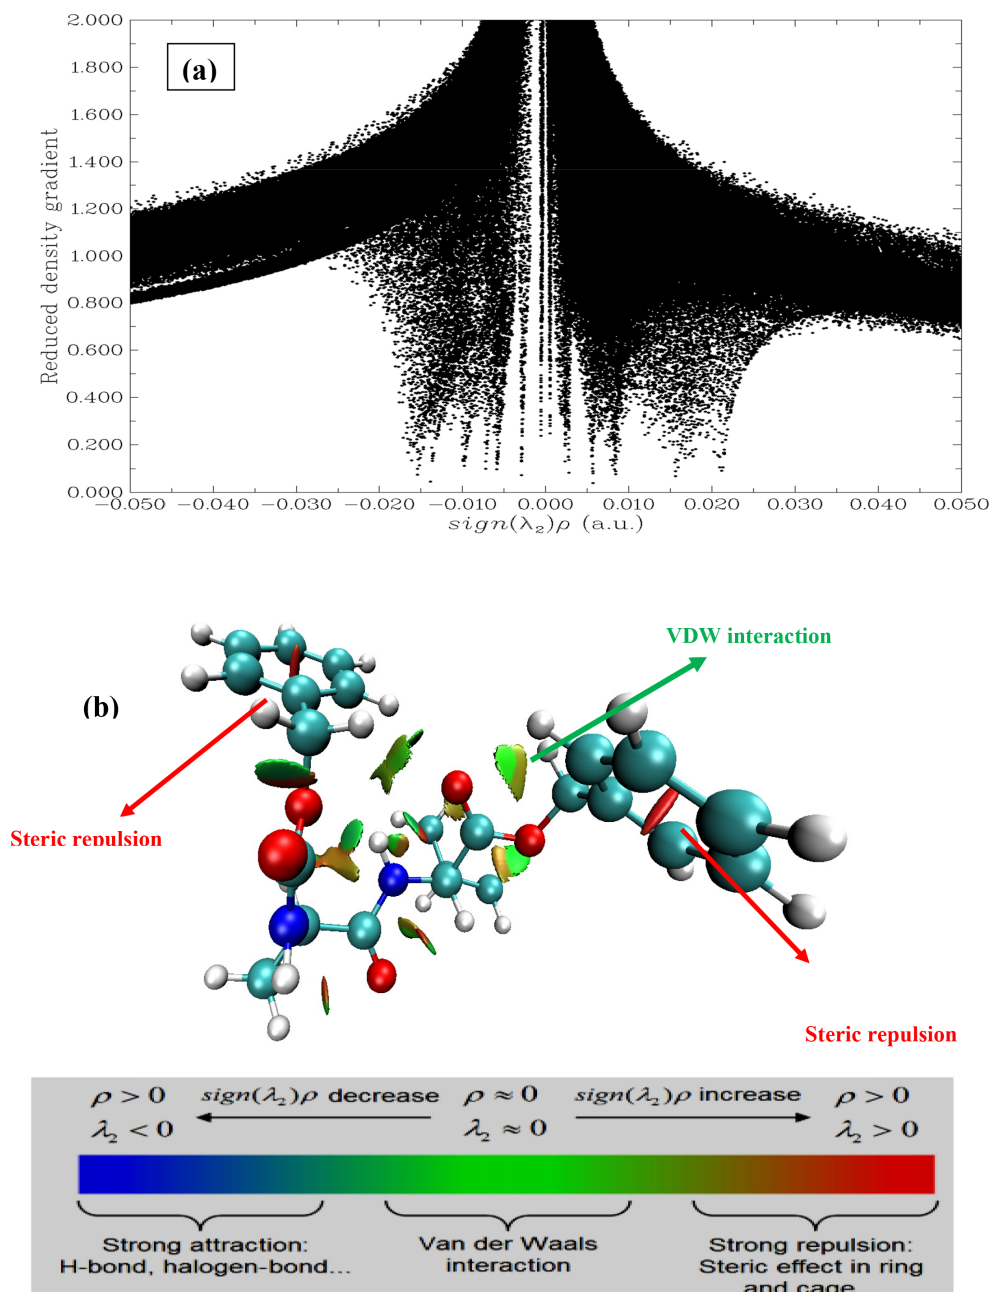 (a)
2.000
1.800
1.600
1.400
1.200
1.000
0.800
0.600
0.400
0.200
0.000
Reduced density gradient
−0.050 −0.040 −0.030 −0.020 −0.010 0.000 0.010 0.020 0.030 0.040 0.050
sign(λ₂)ρ (a.u.)
VDW interaction
(b)
Steric repulsion
Steric repulsion
ρ > 0 sign(λ₂)ρ decrease ρ ≈ 0 sign(λ₂)ρ increase ρ > 0
λ₂ < 0 λ₂ ≈ 0 λ₂ > 0
Strong attraction: Van der Waals Strong repulsion:
H-bond, halogen-bond... interaction Steric effect in ring
and cage